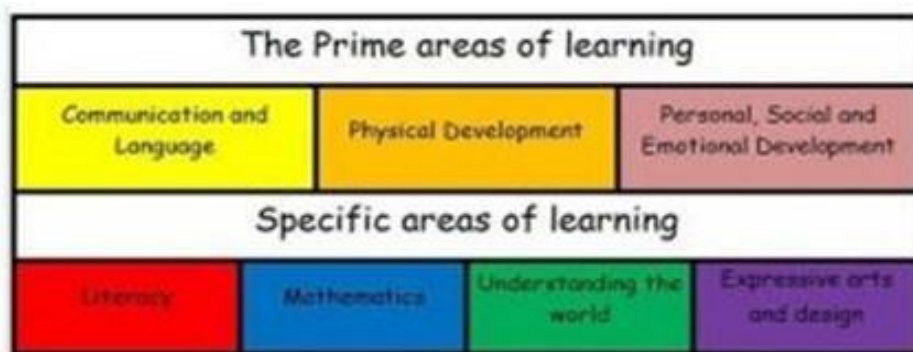 The Prime areas of learning
Communication and
Language
Physical Development
Personal, Social and
Emotional Development
Specific areas of learning
Literacy
Mathematics
Understanding the
world
Expressive arts
and design